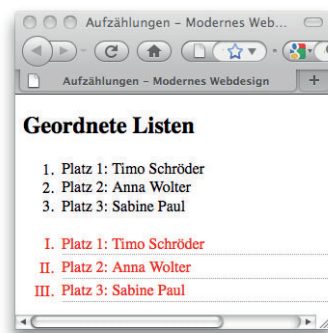 Aufzählungen - Modernes Web...
Aufzählungen - Modernes Webdesign
Geordnete Listen
1. Platz 1: Timo Schröder
2. Platz 2: Anna Wolter
3. Platz 3: Sabine Paul
I. Platz 1: Timo Schröder
II. Platz 2: Anna Wolter
III. Platz 3: Sabine Paul